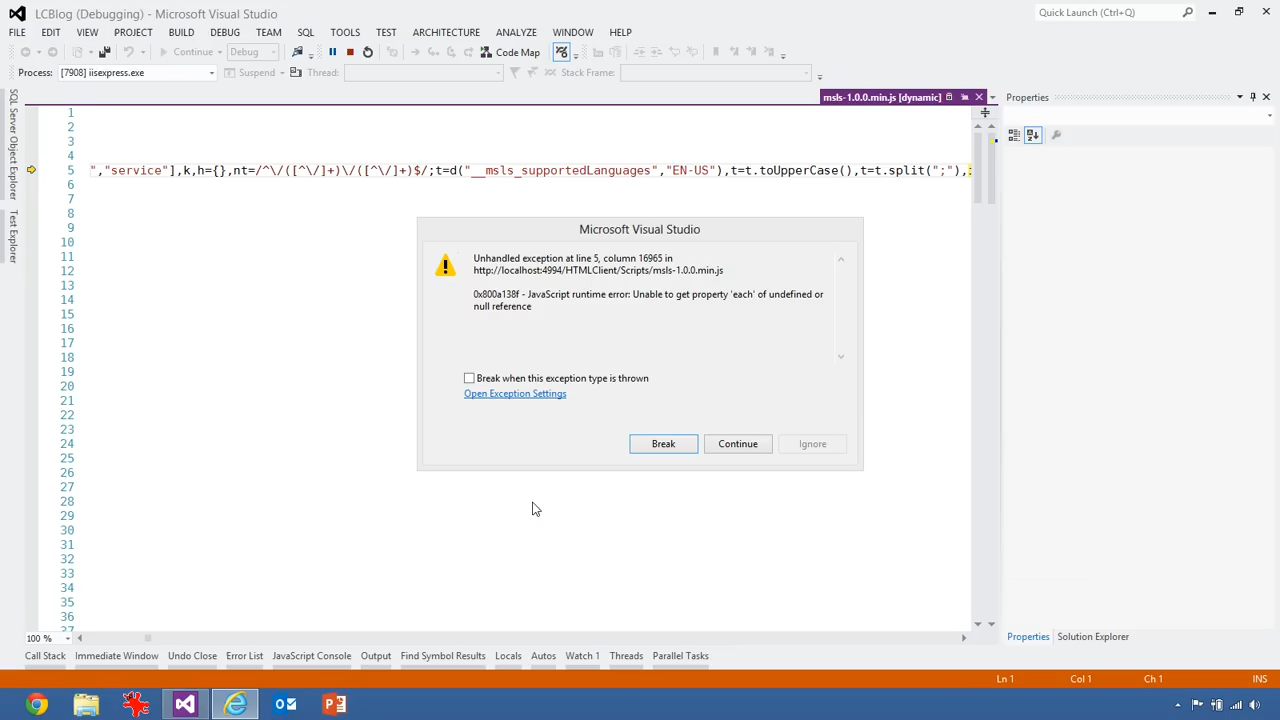 LCBlog (Debugging) - Microsoft Visual Studio
Quick Launch (Ctrl+Q)
FILE EDIT VIEW PROJECT BUILD DEBUG TEAM SQL TOOLS TEST ARCHITECTURE ANALYZE WINDOW HELP
Continue Debug Code Map
Process: [7908] iisexpress.exe Suspend Thread: Stack Frame:
SQL Server Object Explorer
Test Explorer
msls-1.0.0.min.js [dynamic]
Properties
1
2
3
4
5 ","service"],k,h={},nt=/^\/([^\/]+)\/([^\/]+)$/;t=d("__msls_supportedLanguages","EN-US"),t=t.toUpperCase(),t=t.split(";"),
6
7
8
9
10
11
12
13
14
15
16
17
18
19
20
21
22
23
24
25
26
27
28
29
30
31
32
33
34
35
36
37
Microsoft Visual Studio
Unhandled exception at line 5, column 16965 in
http://localhost:4994/HTMLClient/Scripts/msls-1.0.0.min.js
0x800a138f - JavaScript runtime error: Unable to get property 'each' of undefined or
null reference
Break when this exception type is thrown
Open Exception Settings
Break Continue Ignore
100 %
Properties Solution Explorer
Call Stack Immediate Window Undo Close Error List JavaScript Console Output Find Symbol Results Locals Autos Watch 1 Threads Parallel Tasks
Ln 1 Col 1 Ch 1 INS